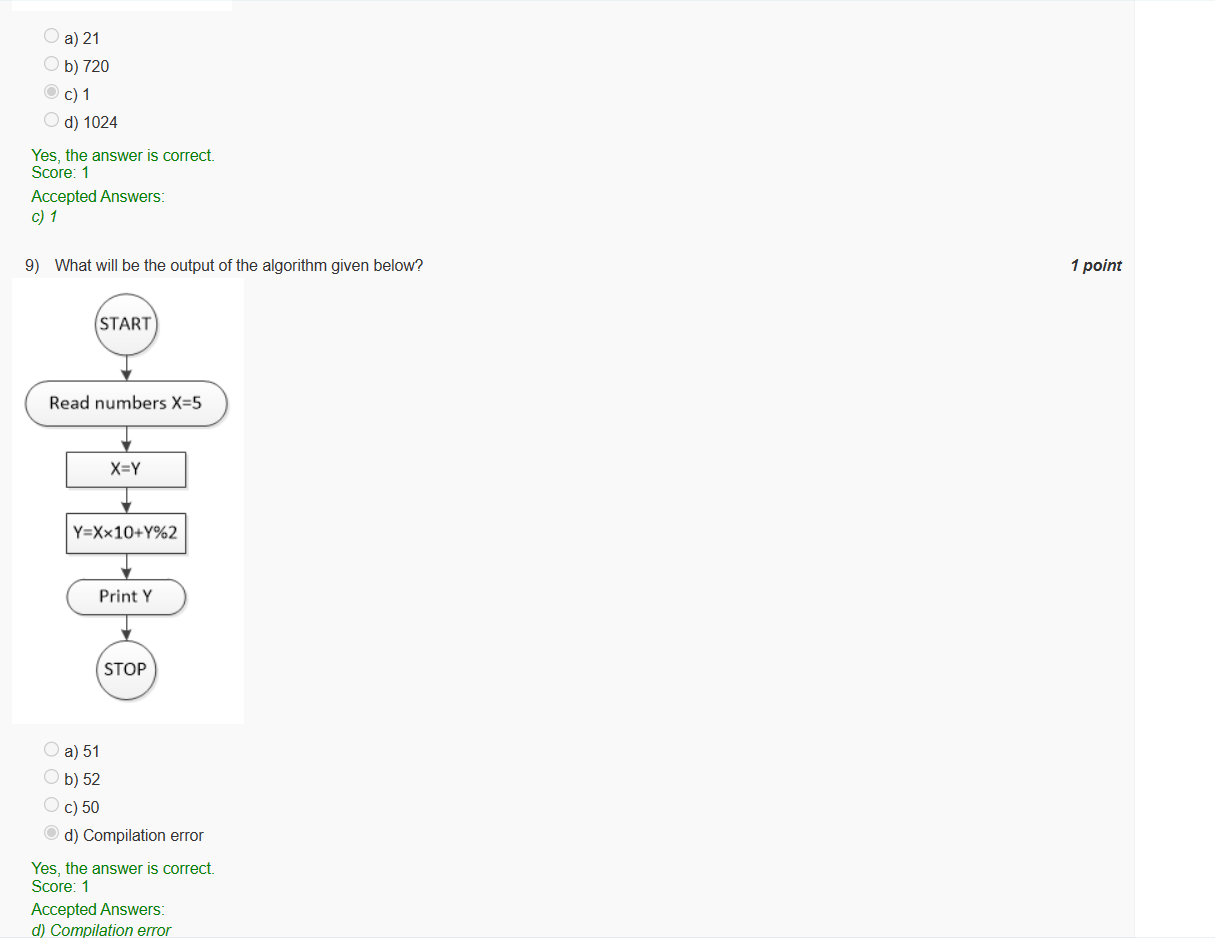 a) 21
b) 720
c) 1
d) 1024
Yes, the answer is correct.
Score: 1
Accepted Answers:
c) 1
9) What will be the output of the algorithm given below? 1 point
START
Read numbers X=5
X=Y
Y=X×10+Y%2
Print Y
STOP
a) 51
b) 52
c) 50
d) Compilation error
Yes, the answer is correct.
Score: 1
Accepted Answers:
d) Compilation error